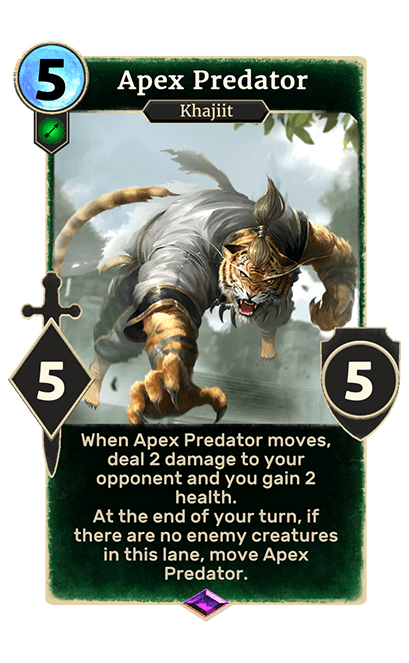 5
Apex Predator
Khajiit
5
5
When Apex Predator moves,
deal 2 damage to your
opponent and you gain 2
health.
At the end of your turn, if
there are no enemy creatures
in this lane, move Apex
Predator.